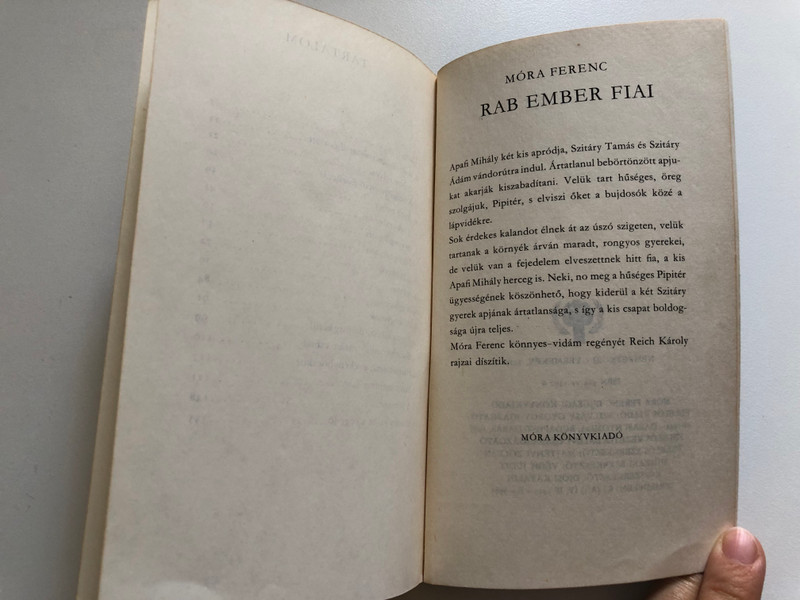 TARTALOM
MÓRA FERENC
RAB EMBER FIAI
Apafi Mihály két kis apródja, Szitáry Tamás és Szitáry
Ádám vándorútra indul. Ártatlanul bebörtönzött apju-
kat akarják kiszabadítani. Velük tart hűséges, öreg
szolgájuk, Pipitér, s elviszi őket a bujdosók közé a
lápvidékre.
Sok érdekes kalandot élnek át az úszó szigeten, velük
tartanak a környék árván maradt, rongyos gyerekei,
de velük van a fejedelem elveszettnek hitt fia, a kis
Apafi Mihály herceg is. Neki, no meg a hűséges Pipitér
ügyességének köszönhető, hogy kiderül a két Szitáry
gyerek apjának ártatlansága, s így a kis csapat boldog-
sága újra teljes.
Móra Ferenc könnyes-vidám regényét Reich Károly
rajzai díszítik.
MÓRA KÖNYVKIADÓ